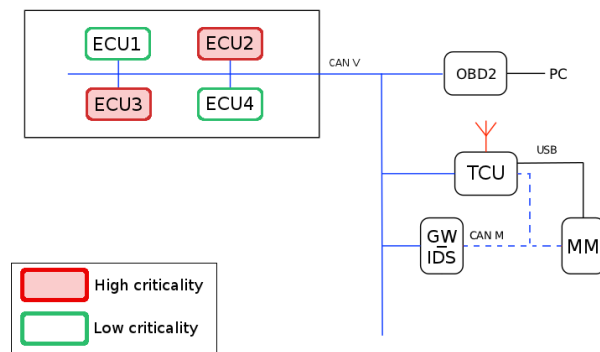 ECU1
ECU2
CAN V
OBD2
PC
ECU3
ECU4
USB
TCU
GW
IDS
CAN M
MM
High criticality
Low criticality